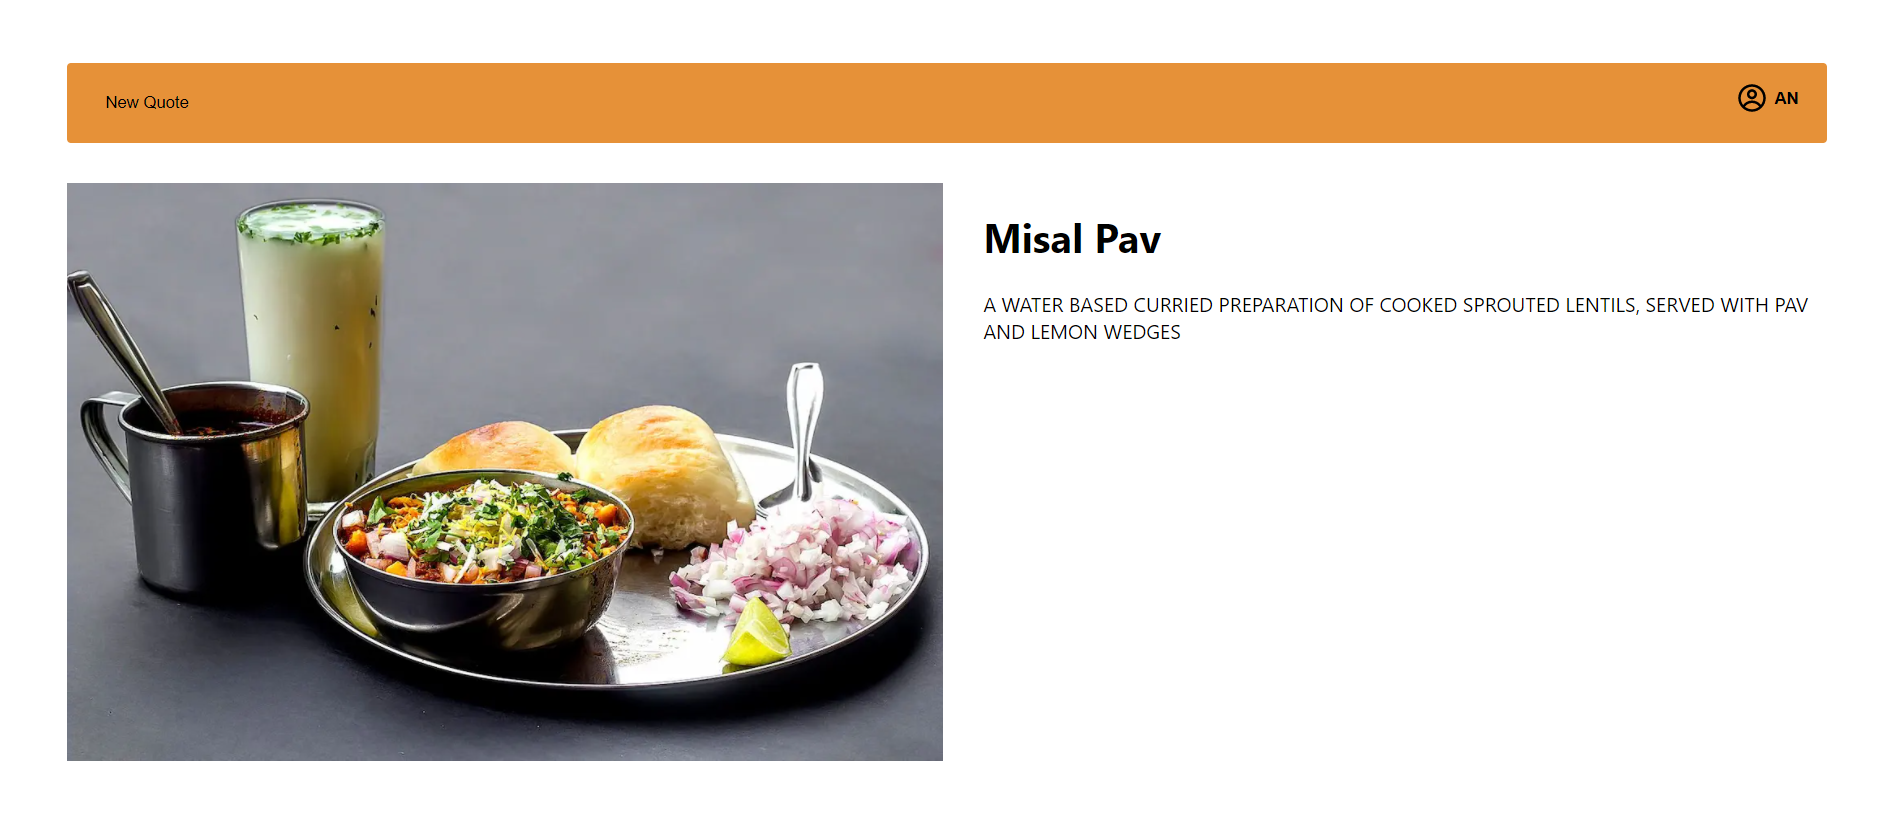 New Quote
AN
Misal Pav
A WATER BASED CURRIED PREPARATION OF COOKED SPROUTED LENTILS, SERVED WITH PAV
AND LEMON WEDGES